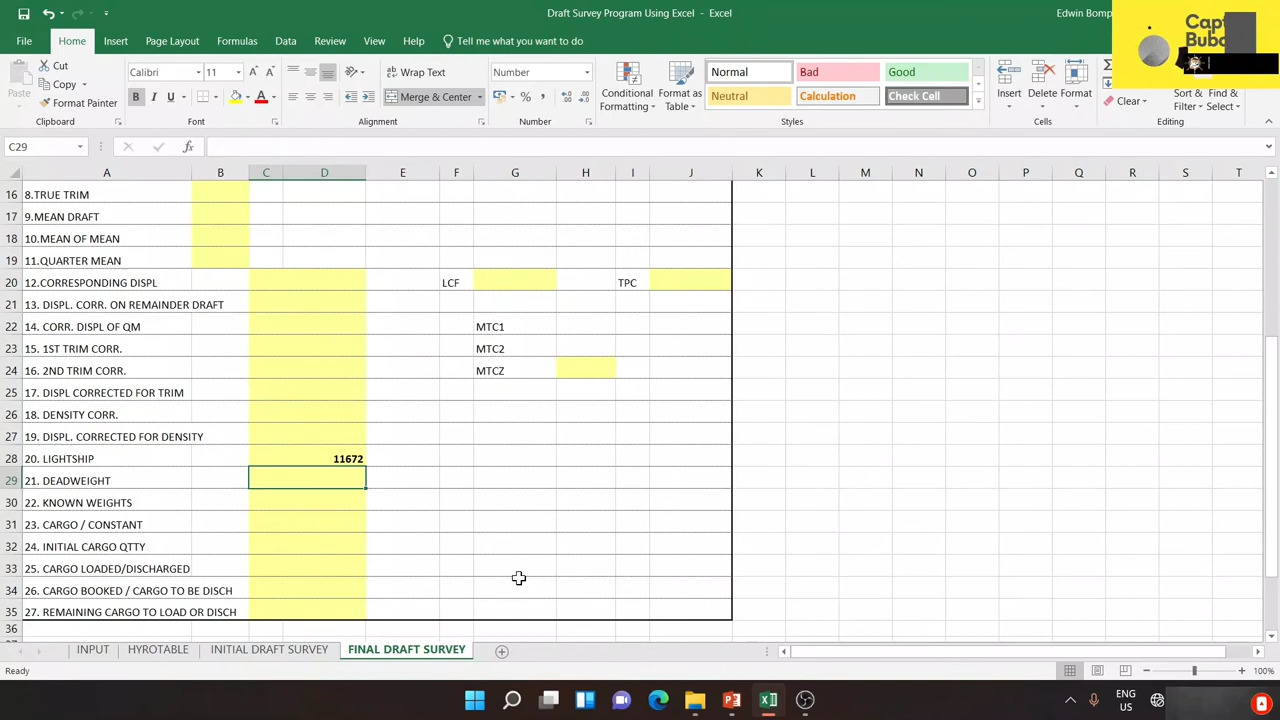 Draft Survey Program Using Excel - Excel
Edwin Bomp
Capt
Bubo
File Home Insert Page Layout Formulas Data Review View Help Tell me what you want to do
Cut
Copy
Format Painter
Paste
Clipboard
Calibri 11
B I U
Font
Wrap Text
Merge & Center
Alignment
Number
Number
Conditional Formatting
Format as Table
Normal Bad Good
Neutral Calculation Check Cell
Styles
Insert Delete Format
Cells
Clear
Sort & Filter
Find & Select
Editing
C29
fx
A B C D E F G H I J K L M N O P Q R S T
16 8.TRUE TRIM
17 9.MEAN DRAFT
18 10.MEAN OF MEAN
19 11.QUARTER MEAN
20 12.CORRESPONDING DISPL LCF TPC
21 13. DISPL. CORR. ON REMAINDER DRAFT
22 14. CORR. DISPL OF QM MTC1
23 15. 1ST TRIM CORR. MTC2
24 16. 2ND TRIM CORR. MTCZ
25 17. DISPL CORRECTED FOR TRIM
26 18. DENSITY CORR.
27 19. DISPL. CORRECTED FOR DENSITY
28 20. LIGHTSHIP 11672
29 21. DEADWEIGHT
30 22. KNOWN WEIGHTS
31 23. CARGO / CONSTANT
32 24. INITIAL CARGO QTTY
33 25. CARGO LOADED/DISCHARGED
34 26. CARGO BOOKED / CARGO TO BE DISCH
35 27. REMAINING CARGO TO LOAD OR DISCH
36
INPUT HYROTABLE INITIAL DRAFT SURVEY FINAL DRAFT SURVEY
Ready
100%
ENG
US